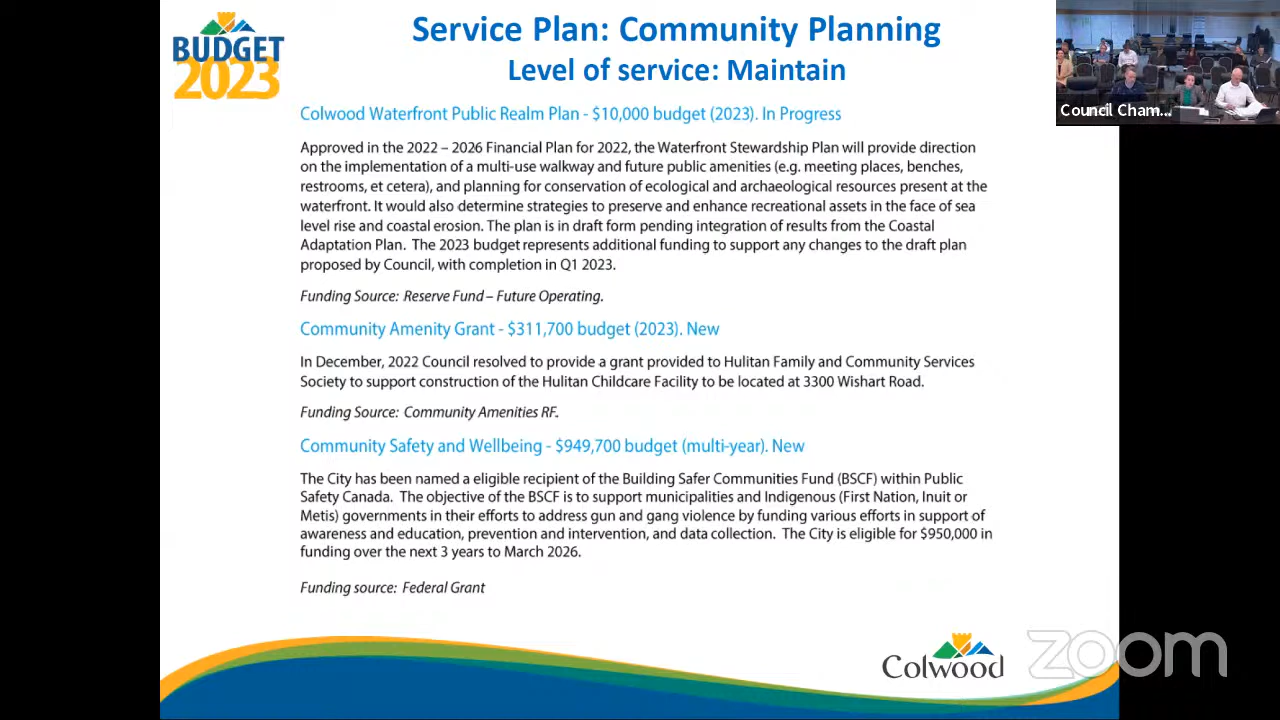 BUDGET
2023
Service Plan: Community Planning
Level of service: Maintain
Council Cham...
Colwood Waterfront Public Realm Plan - $10,000 budget (2023). In Progress
Approved in the 2022 – 2026 Financial Plan for 2022, the Waterfront Stewardship Plan will provide direction
on the implementation of a multi-use walkway and future public amenities (e.g. meeting places, benches,
restrooms, et cetera), and planning for conservation of ecological and archaeological resources present at the
waterfront. It would also determine strategies to preserve and enhance recreational assets in the face of sea
level rise and coastal erosion. The plan is in draft form pending integration of results from the Coastal
Adaptation Plan. The 2023 budget represents additional funding to support any changes to the draft plan
proposed by Council, with completion in Q1 2023.
Funding Source: Reserve Fund – Future Operating.
Community Amenity Grant - $311,700 budget (2023). New
In December, 2022 Council resolved to provide a grant provided to Hulitan Family and Community Services
Society to support construction of the Hulitan Childcare Facility to be located at 3300 Wishart Road.
Funding Source: Community Amenities RF.
Community Safety and Wellbeing - $949,700 budget (multi-year). New
The City has been named a eligible recipient of the Building Safer Communities Fund (BSCF) within Public
Safety Canada. The objective of the BSCF is to support municipalities and Indigenous (First Nation, Inuit or
Metis) governments in their efforts to address gun and gang violence by funding various efforts in support of
awareness and education, prevention and intervention, and data collection. The City is eligible for $950,000 in
funding over the next 3 years to March 2026.
Funding source: Federal Grant
Colwood
zoom